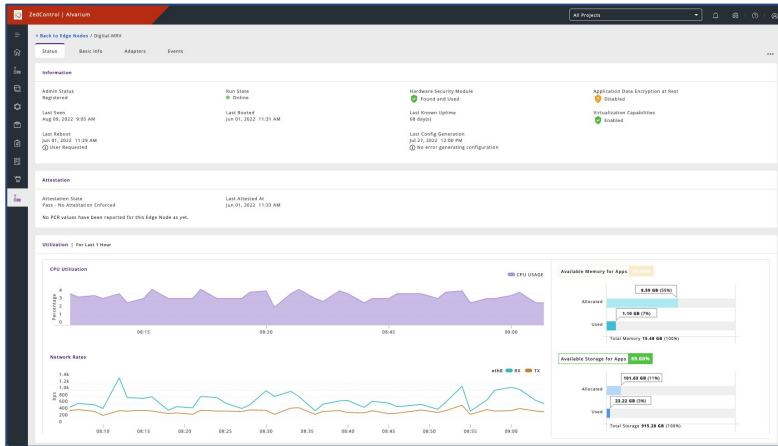 ZedControl | Alvarium
All Projects
< Back to Edge Nodes / Digital-MRV
Status Basic Info Adapters Events
Information
Admin Status Run State Hardware Security Module Application Data Encryption at Rest
Registered Online Found and Used Disabled
Last Seen Last Booted Last Known Uptime Virtualization Capabilities
Aug 09, 2022 9:05 AM Jun 01, 2022 11:31 AM 68 day(s) Enabled
Last Reboot Last Config Generation
Jun 01, 2022 11:29 AM Jul 27, 2022 12:08 PM
User Requested No error generating configuration
Attestation
Attestation State Last Attested At
Pass - No Attestation Enforced Jun 01, 2022 11:33 AM
No PCR values have been reported for this Edge Node as yet.
Utilization | For Last 1 Hour
CPU Utilization
CPU USAGE
Percentage
4
3
2
1
0
08:15 08:30 08:45 09:00
Network Rates
eth0 RX TX
bps
1.4k
1.2k
1.0k
800
600
400
200
0
08:10 08:15 08:20 08:25 08:30 08:35 08:40 08:45 08:50 08:55 09:00
Available Memory for Apps
(55%)
Allocated
(7%)
Used
Total Memory 15.48 GB (100%)
Available Storage for Apps
101.63 GB (11%)
Allocated
23.22 GB (3%)
Used
Total Storage 915.26 GB (100%)